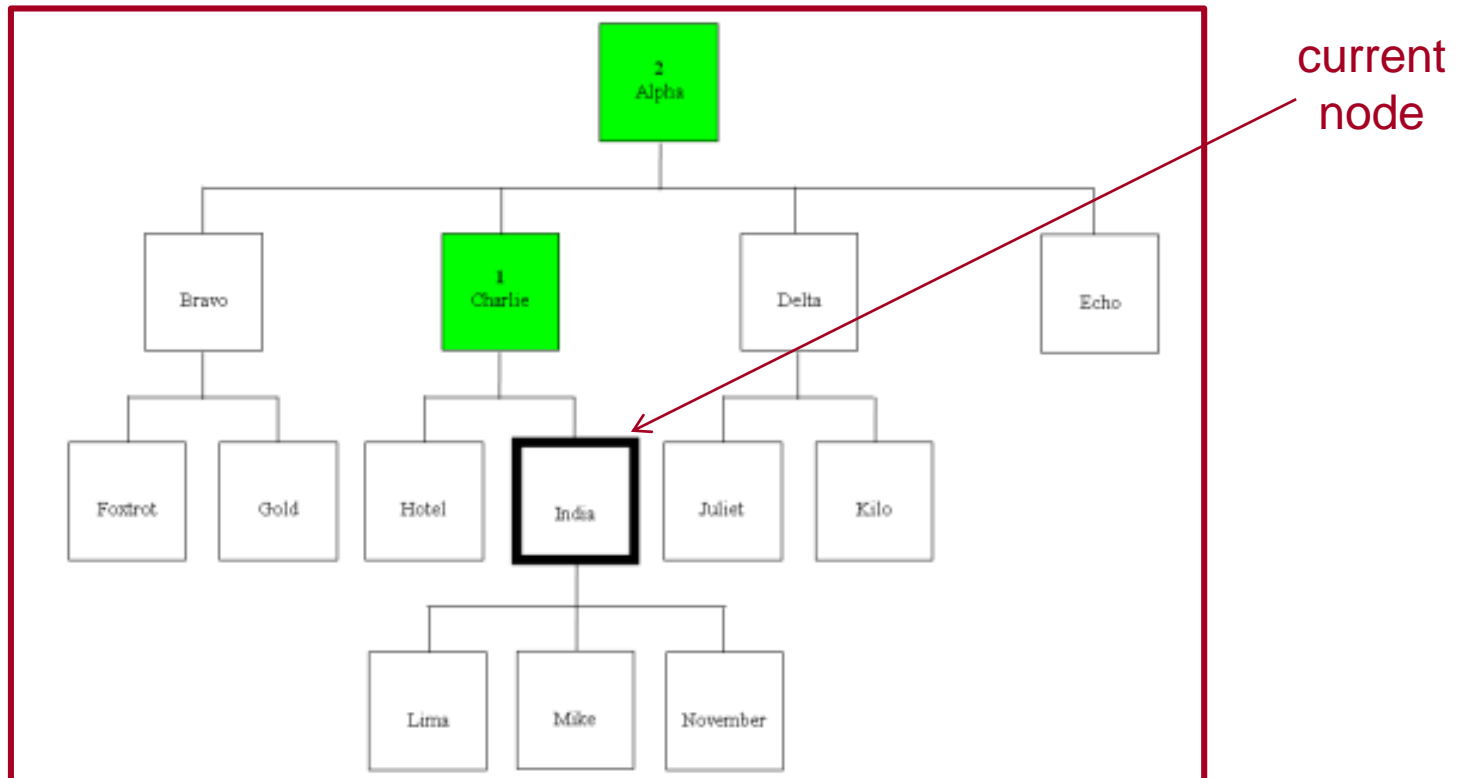 current
node
2
Alpha
Bravo
1
Charlie
Delta
Echo
Foxtrot
Gold
Hotel
India
Juliet
Kilo
Lima
Mike
November